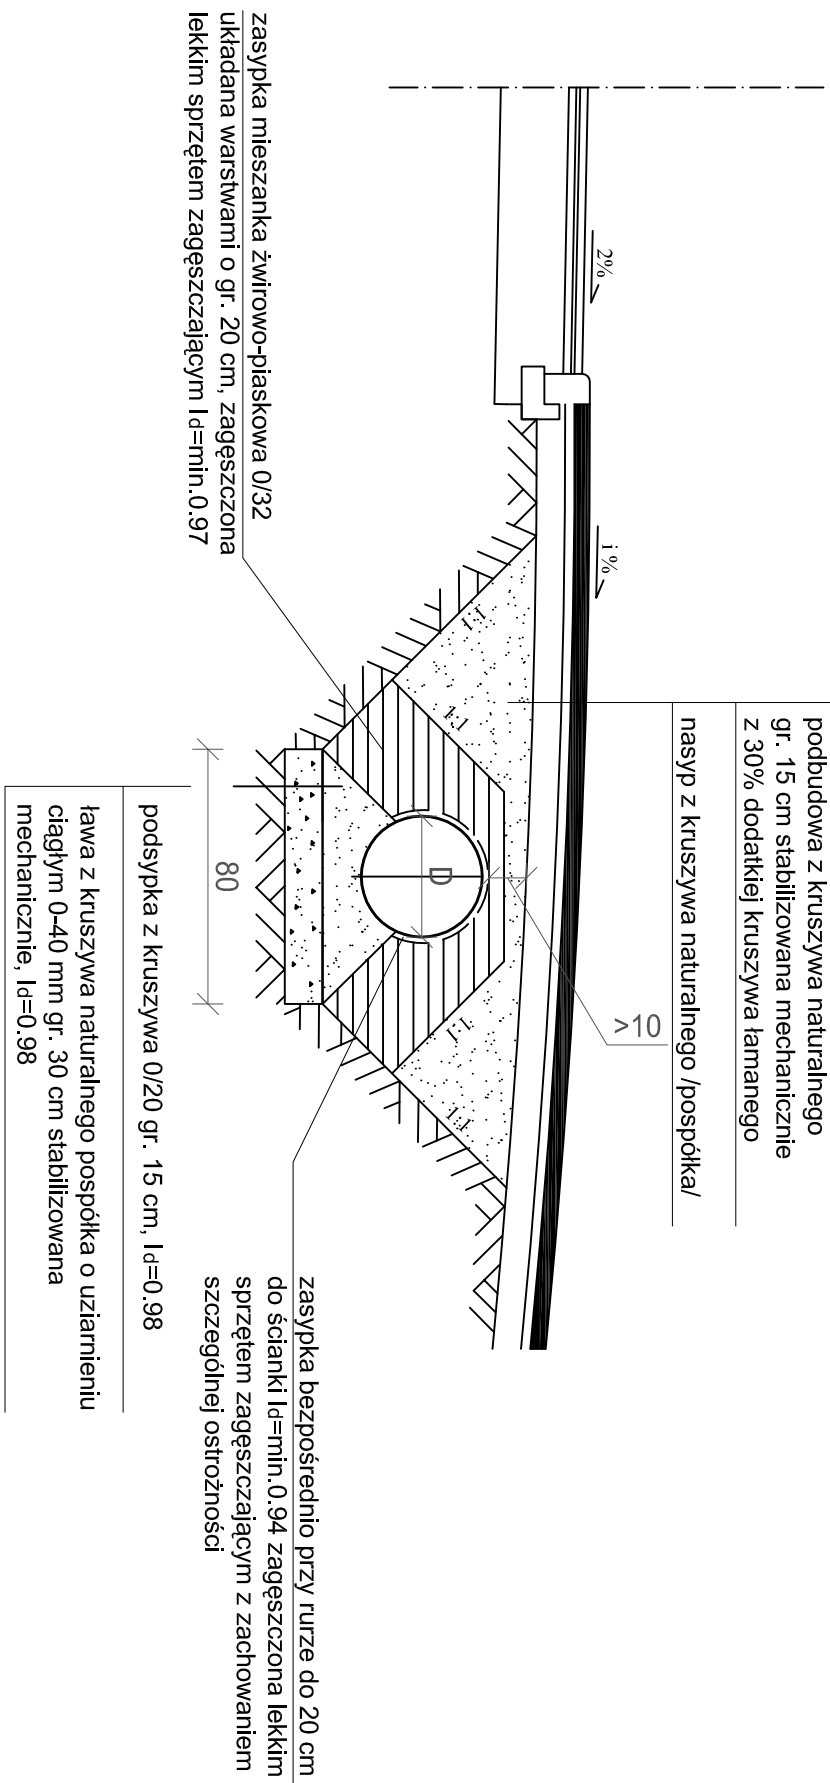 podbudowa z kruszywa naturalnego
gr. 15 cm stabilizowana mechanicznie
z 30% dodatkiej kruszywa łamanego
nasyp z kruszywa naturalnego /pospółka/
2%
i %
>10
1:1
1:1
1:1
1:1
D
80
zasypka mieszanka żwirowo-piaskowa 0/32
układana warstwami o gr. 20 cm, zagęszczona
lekkim sprzętem zagęszczającym Id=min.0.97
zasypka bezpośrednio przy rurze do 20 cm
do ścianki Id=min.0.94 zagęszczona lekkim
sprzętem zagęszczającym z zachowaniem
szczególnej ostrożności
podsypka z kruszywa 0/20 gr. 15 cm, Id=0.98
ława z kruszywa naturalnego pospółka o uziarnieniu
ciągłym 0-40 mm gr. 30 cm stabilizowana
mechanicznie, Id=0.98